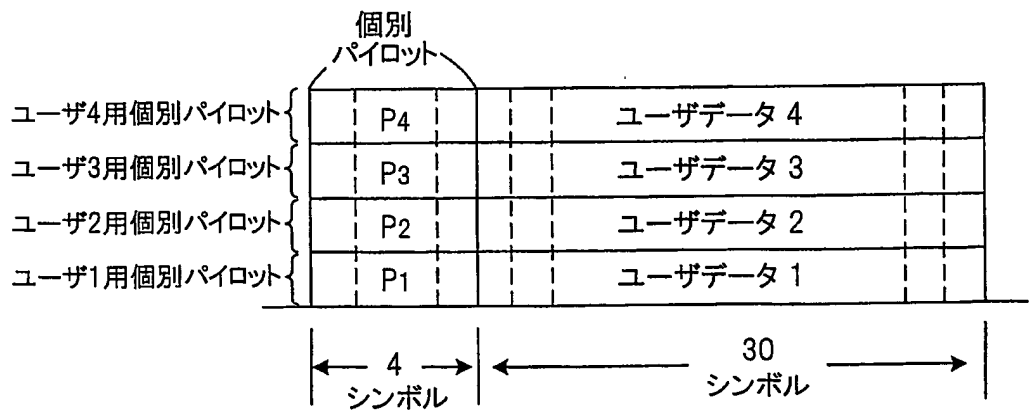 個別
パイロット
ユーザ4用個別パイロット
P4
ユーザデータ 4
ユーザ3用個別パイロット
P3
ユーザデータ 3
ユーザ2用個別パイロット
P2
ユーザデータ 2
ユーザ1用個別パイロット
P1
ユーザデータ 1
4
シンボル
30
シンボル